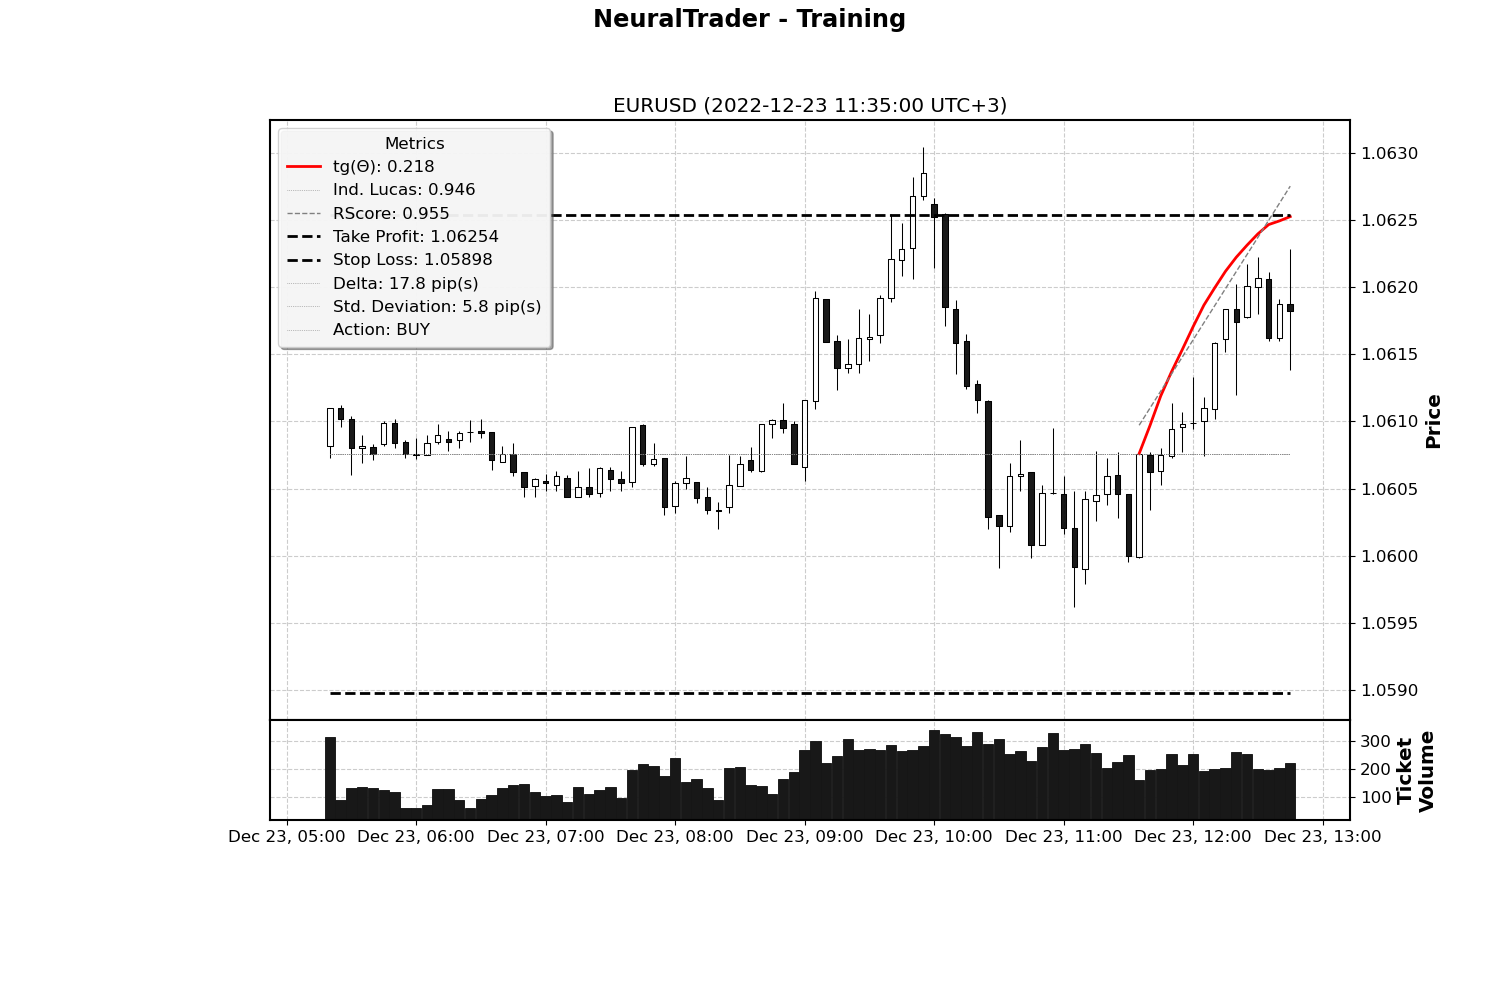 NeuralTrader - Training
EURUSD (2022-12-23 11:35:00 UTC+3)
Metrics
tg(Θ): 0.218
Ind. Lucas: 0.946
RScore: 0.955
Take Profit: 1.06254
Stop Loss: 1.05898
Delta: 17.8 pip(s)
Std. Deviation: 5.8 pip(s)
Action: BUY
1.0630
1.0625
1.0620
1.0615
1.0610
1.0605
1.0600
1.0595
1.0590
Price
300
200
100
Ticket
Volume
Dec 23, 05:00 Dec 23, 06:00 Dec 23, 07:00 Dec 23, 08:00 Dec 23, 09:00 Dec 23, 10:00 Dec 23, 11:00 Dec 23, 12:00 Dec 23, 13:00